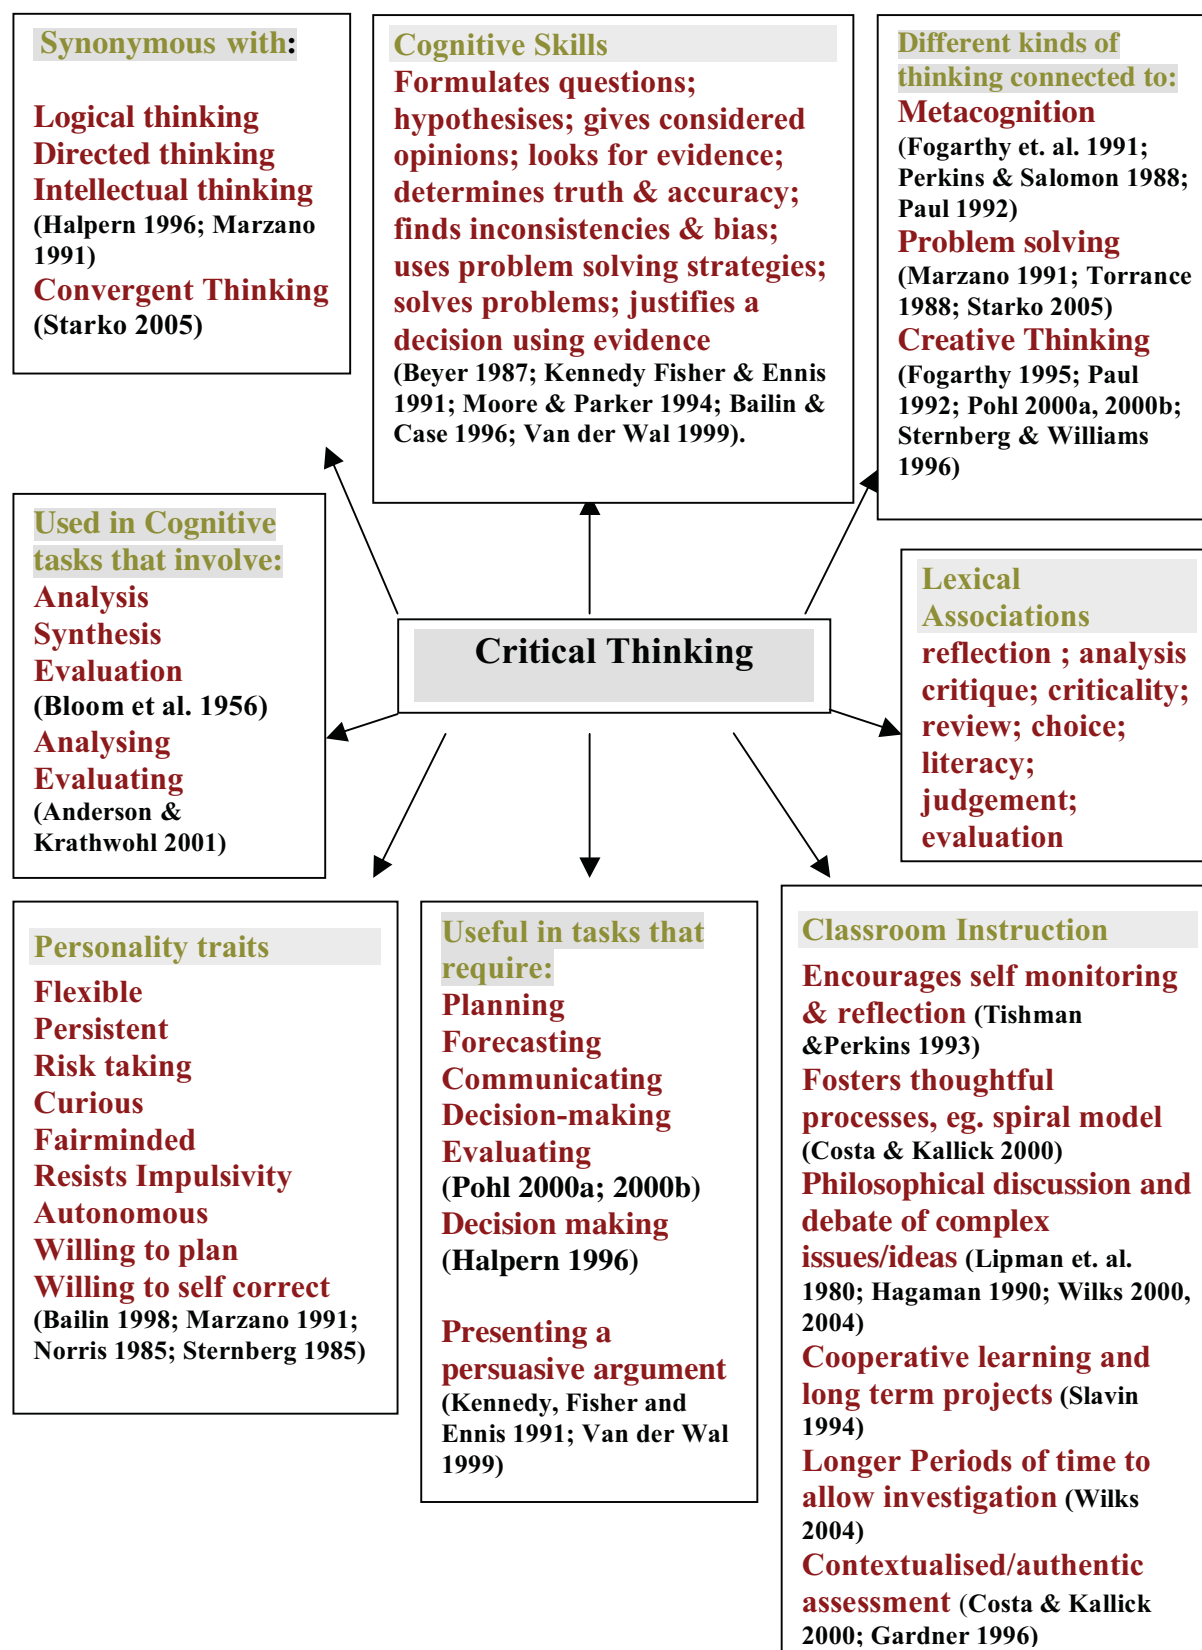 Synonymous with:
Logical thinking
Directed thinking
Intellectual thinking
(Halpern 1996; Marzano
1991)
Convergent Thinking
(Starko 2005)
Cognitive Skills
Formulates questions;
hypothesises; gives considered
opinions; looks for evidence;
determines truth & accuracy;
finds inconsistencies & bias;
uses problem solving strategies;
solves problems; justifies a
decision using evidence
(Beyer 1987; Kennedy Fisher & Ennis
1991; Moore & Parker 1994; Bailin &
Case 1996; Van der Wal 1999).
Different kinds of
thinking connected to:
Metacognition
(Fogarthy et. al. 1991;
Perkins & Salomon 1988;
Paul 1992)
Problem solving
(Marzano 1991; Torrance
1988; Starko 2005)
Creative Thinking
(Fogarthy 1995; Paul
1992; Pohl 2000a, 2000b;
Sternberg & Williams
1996)
Used in Cognitive
tasks that involve:
Analysis
Synthesis
Evaluation
(Bloom et al. 1956)
Analysing
Evaluating
(Anderson &
Krathwohl 2001)
Critical Thinking
Lexical
Associations
reflection ; analysis
critique; criticality;
review; choice;
literacy;
judgement;
evaluation
Personality traits
Flexible
Persistent
Risk taking
Curious
Fairminded
Resists Impulsivity
Autonomous
Willing to plan
Willing to self correct
(Bailin 1998; Marzano 1991;
Norris 1985; Sternberg 1985)
Useful in tasks that
require:
Planning
Forecasting
Communicating
Decision-making
Evaluating
(Pohl 2000a; 2000b)
Decision making
(Halpern 1996)
Presenting a
persuasive argument
(Kennedy, Fisher and
Ennis 1991; Van der Wal
1999)
Classroom Instruction
Encourages self monitoring
& reflection (Tishman
&Perkins 1993)
Fosters thoughtful
processes, eg. spiral model
(Costa & Kallick 2000)
Philosophical discussion and
debate of complex
issues/ideas (Lipman et. al.
1980; Hagaman 1990; Wilks 2000,
2004)
Cooperative learning and
long term projects (Slavin
1994)
Longer Periods of time to
allow investigation (Wilks
2004)
Contextualised/authentic
assessment (Costa & Kallick
2000; Gardner 1996)